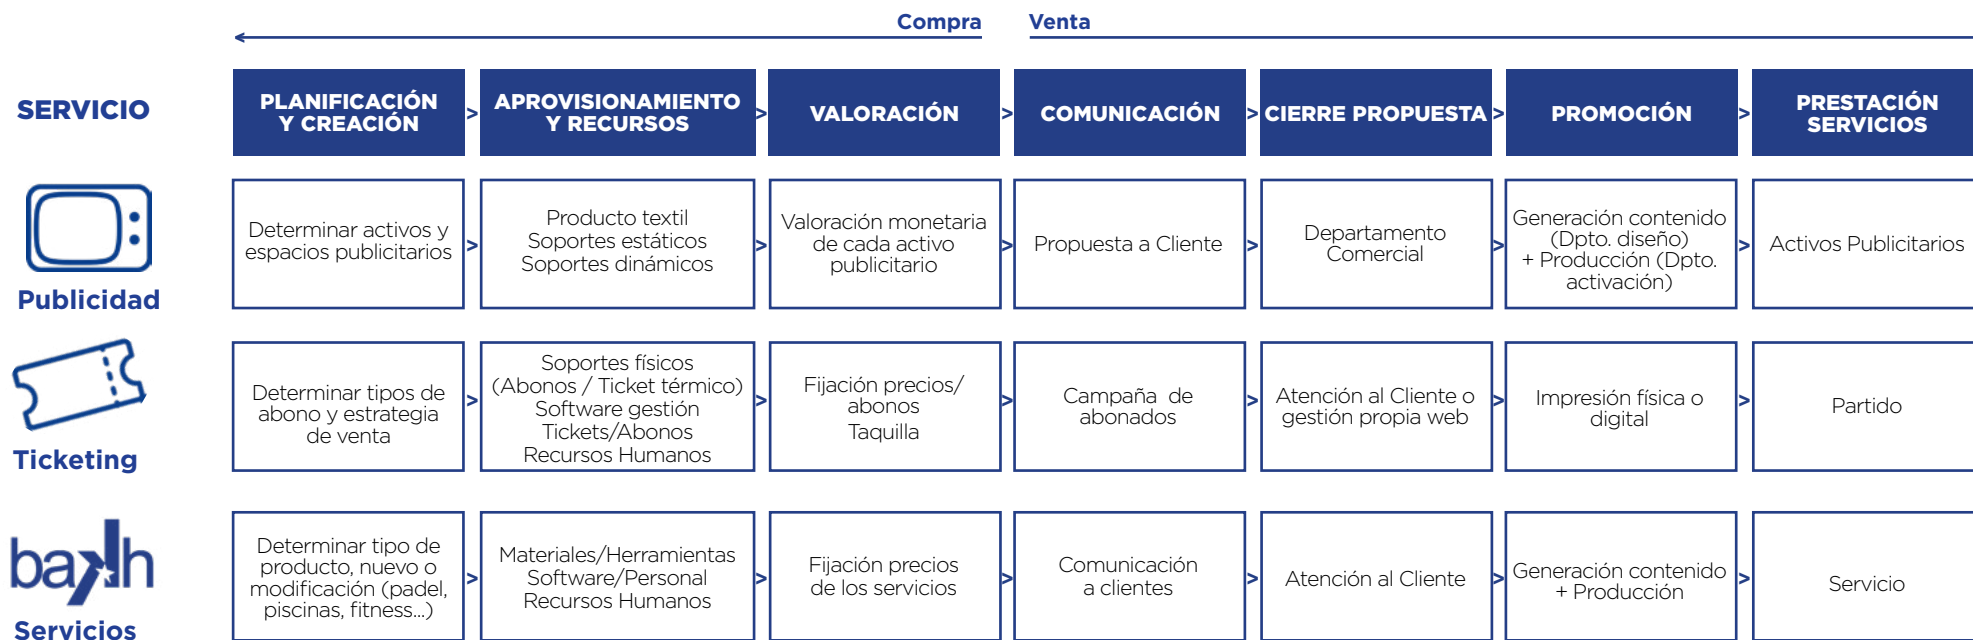 Compra
Venta
SERVICIO
PLANIFICACIÓN
Y CREACIÓN
>
APROVISIONAMIENTO
Y RECURSOS
>
VALORACIÓN
>
COMUNICACIÓN
>
CIERRE PROPUESTA
>
PROMOCIÓN
>
PRESTACIÓN
SERVICIOS
Publicidad
Determinar activos y
espacios publicitarios
>
Producto textil
Soportes estáticos
Soportes dinámicos
>
Valoración monetaria
de cada activo
publicitario
>
Propuesta a Cliente
>
Departamento
Comercial
>
Generación contenido
(Dpto. diseño)
+ Producción (Dpto.
activación)
>
Activos Publicitarios
Ticketing
Determinar tipos de
abono y estrategia
de venta
>
Soportes físicos
(Abonos / Ticket térmico)
Software gestión
Tickets/Abonos
Recursos Humanos
>
Fijación precios/
abonos
Taquilla
>
Campaña de
abonados
>
Atención al Cliente o
gestión propia web
>
Impresión física o
digital
>
Partido
bakh
Servicios
Determinar tipo de
producto, nuevo o
modificación (padel,
piscinas, fitness...)
>
Materiales/Herramientas
Software/Personal
Recursos Humanos
>
Fijación precios
de los servicios
>
Comunicación
a clientes
>
Atención al Cliente
>
Generación contenido
+ Producción
>
Servicio